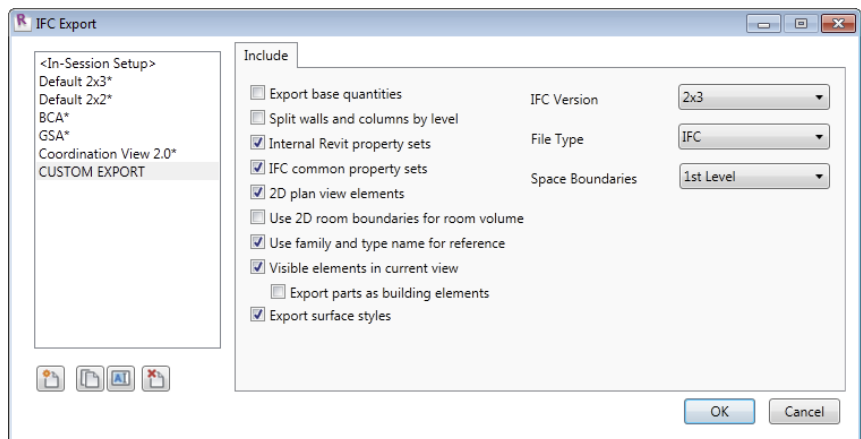 IFC Export
<In-Session Setup>
Default 2x3*
Default 2x2*
BCA*
GSA*
Coordination View 2.0*
CUSTOM EXPORT
Include
Export base quantities
Split walls and columns by level
Internal Revit property sets
IFC common property sets
2D plan view elements
Use 2D room boundaries for room volume
Use family and type name for reference
Visible elements in current view
Export parts as building elements
Export surface styles
IFC Version 2x3
File Type IFC
Space Boundaries 1st Level
OK Cancel